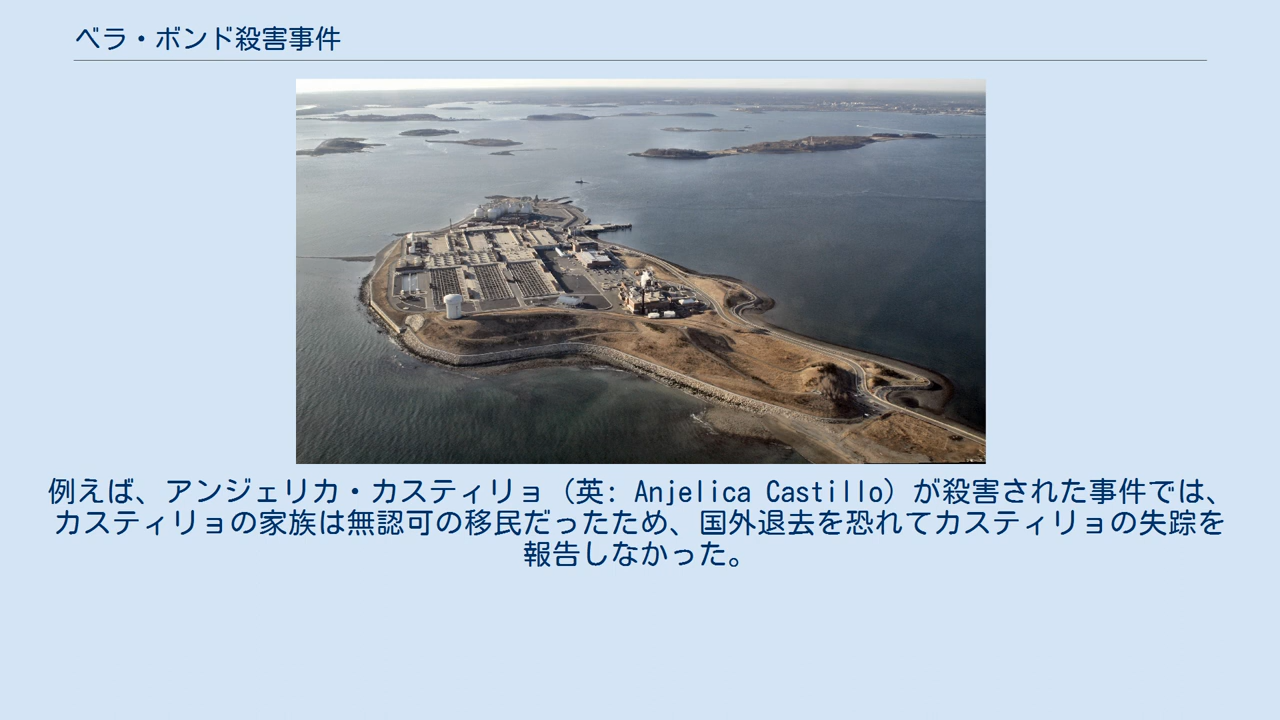 ベラ・ボンド殺害事件
例えば、アンジェリカ・カスティリョ（英: Anjelica Castillo）が殺害された事件では、
カスティリョの家族は無認可の移民だったため、国外退去を恐れてカスティリョの失踪を
報告しなかった。